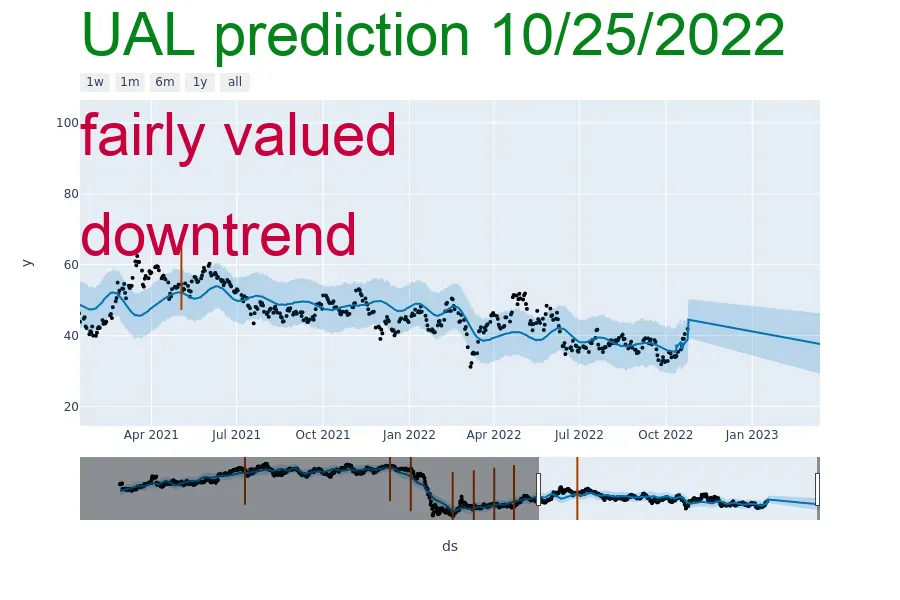 UAL prediction 10/25/2022
1w 1m 6m 1y all
100
fairly valued
80
downtrend
60
y
40
20
Apr 2021 Jul 2021 Oct 2021 Jan 2022 Apr 2022 Jul 2022 Oct 2022 Jan 2023
ds